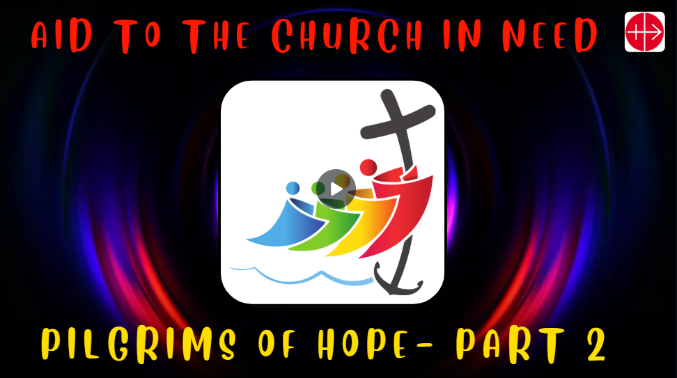 AID TO THE CHURCH IN NEED
PILGRIMS OF HOPE- PART 2